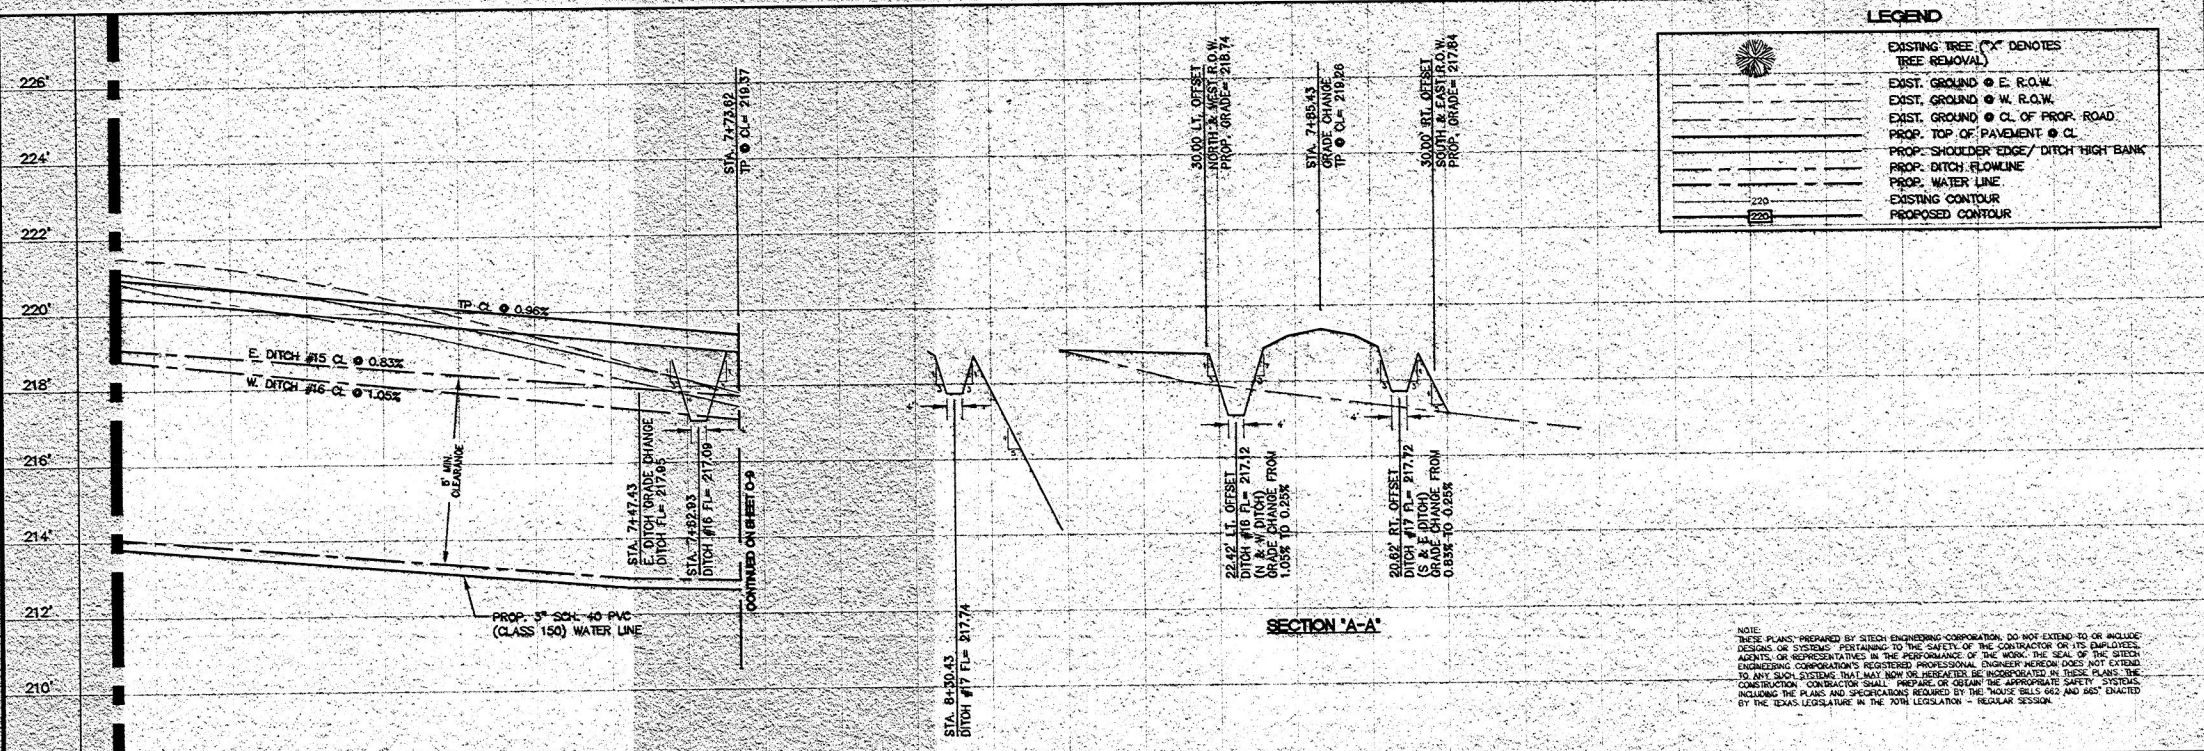 LEGEND
EXISTING TREE ("X" DENOTES
TREE REMOVAL)
EXIST. GROUND @ E. R.O.W.
EXIST. GROUND @ W. R.O.W.
EXIST. GROUND @ CL OF PROP. ROAD
PROP. TOP OF PAVEMENT @ CL
PROP. SHOULDER EDGE/ DITCH HIGH BANK
PROP. DITCH FLOWLINE
PROP. WATER LINE
220
EXISTING CONTOUR
220
PROPOSED CONTOUR
226'
224'
222'
220'
218'
216'
214'
212'
210'
STA. 7+73.62
TP @ CL= 219.37
TP CL @ 0.96%
E. DITCH #15 CL @ 0.83%
W. DITCH #16 CL @ 1.05%
5' MIN.
CLEARANCE
STA. 7+47.43
E. DITCH GRADE CHANGE
DITCH FL= 217.95
STA. 7+62.93
DITCH #16 FL= 217.09
CONTINUED ON SHEET C-9
PROP. 3" SCH. 40 PVC
(CLASS 150) WATER LINE
4'
STA. 8+30.43
DITCH #17 FL= 217.74
30.00 LT. OFFSET
NORTH & WEST R.O.W.
PROP. GRADE= 218.74
STA. 7+85.43
GRADE CHANGE
TP @ CL= 219.26
30.00' RT. OFFSET
SOUTH & EAST R.O.W.
PROP. GRADE= 217.84
4'
4'
22.42' LT. OFFSET
DITCH #16 FL= 217.12
(N & W DITCH)
GRADE CHANGE FROM
1.05% TO 0.25%
20.62' RT. OFFSET
DITCH #17 FL= 217.72
(S & E DITCH)
GRADE CHANGE FROM
0.83% TO 0.25%
SECTION "A-A"
NOTE:
THESE PLANS, PREPARED BY SITECH ENGINEERING CORPORATION, DO NOT EXTEND TO OR INCLUDE
DESIGNS OR SYSTEMS PERTAINING TO THE SAFETY OF THE CONTRACTOR OR ITS EMPLOYEES,
AGENTS, OR REPRESENTATIVES IN THE PERFORMANCE OF THE WORK. THE SEAL OF THE SITECH
ENGINEERING CORPORATION'S REGISTERED PROFESSIONAL ENGINEER HEREON DOES NOT EXTEND
TO ANY SUCH SYSTEMS THAT MAY NOW OR HEREAFTER BE INCORPORATED IN THESE PLANS. THE
CONSTRUCTION CONTRACTOR SHALL PREPARE OR OBTAIN THE APPROPRIATE SAFETY SYSTEMS,
INCLUDING THE PLANS AND SPECIFICATIONS REQUIRED BY THE "HOUSE BILLS 662 AND 665" ENACTED
BY THE TEXAS LEGISLATURE IN THE 70TH LEGISLATION - REGULAR SESSION.